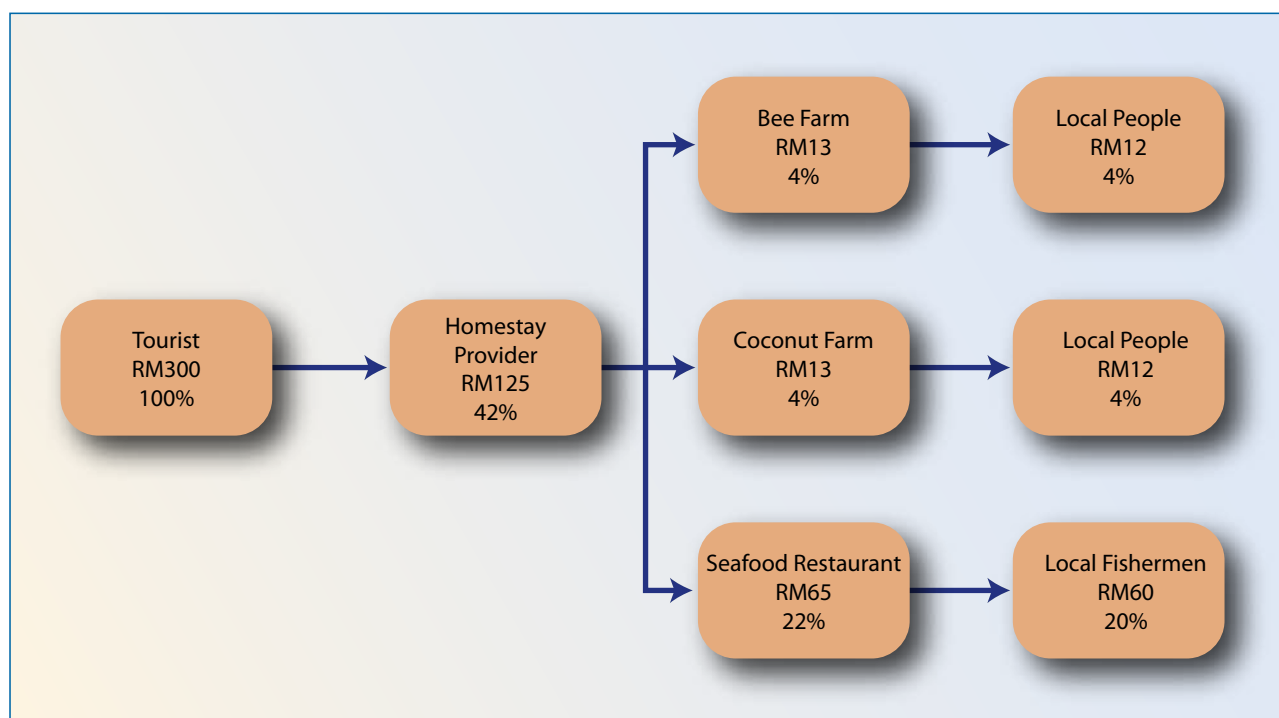 Tourist
RM300
100%
Homestay
Provider
RM125
42%
Bee Farm
RM13
4%
Local People
RM12
4%
Coconut Farm
RM13
4%
Local People
RM12
4%
Seafood Restaurant
RM65
22%
Local Fishermen
RM60
20%